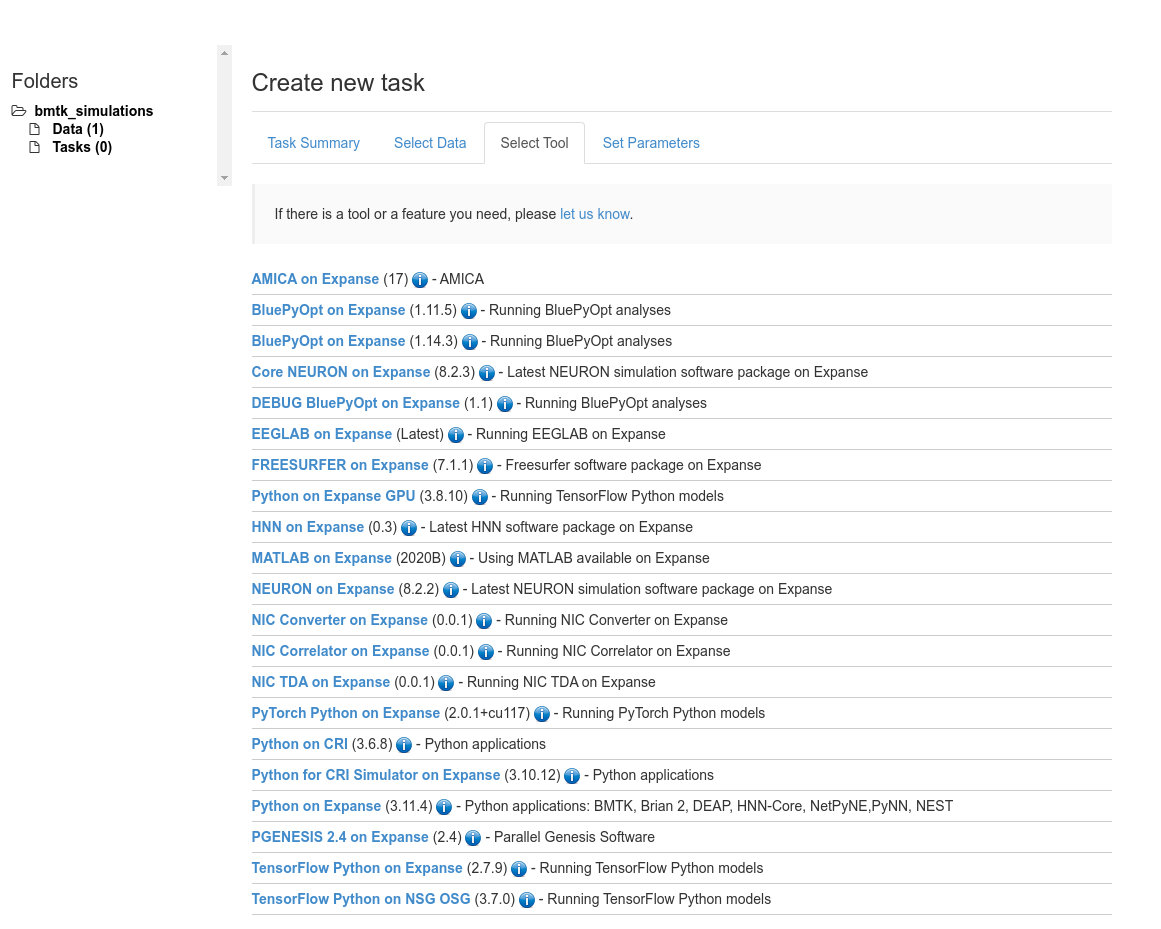 Folders
bmtk_simulations
Data (1)
Tasks (0)
Create new task
Task Summary Select Data Select Tool Set Parameters
If there is a tool or a feature you need, please let us know.
AMICA on Expanse (17) i - AMICA
BluePyOpt on Expanse (1.11.5) i - Running BluePyOpt analyses
BluePyOpt on Expanse (1.14.3) i - Running BluePyOpt analyses
Core NEURON on Expanse (8.2.3) i - Latest NEURON simulation software package on Expanse
DEBUG BluePyOpt on Expanse (1.1) i - Running BluePyOpt analyses
EEGLAB on Expanse (Latest) i - Running EEGLAB on Expanse
FREESURFER on Expanse (7.1.1) i - Freesurfer software package on Expanse
Python on Expanse GPU (3.8.10) i - Running TensorFlow Python models
HNN on Expanse (0.3) i - Latest HNN software package on Expanse
MATLAB on Expanse (2020B) i - Using MATLAB available on Expanse
NEURON on Expanse (8.2.2) i - Latest NEURON simulation software package on Expanse
NIC Converter on Expanse (0.0.1) i - Running NIC Converter on Expanse
NIC Correlator on Expanse (0.0.1) i - Running NIC Correlator on Expanse
NIC TDA on Expanse (0.0.1) i - Running NIC TDA on Expanse
PyTorch Python on Expanse (2.0.1+cu117) i - Running PyTorch Python models
Python on CRI (3.6.8) i - Python applications
Python for CRI Simulator on Expanse (3.10.12) i - Python applications
Python on Expanse (3.11.4) i - Python applications: BMTK, Brian 2, DEAP, HNN-Core, NetPyNE,PyNN, NEST
PGENESIS 2.4 on Expanse (2.4) i - Parallel Genesis Software
TensorFlow Python on Expanse (2.7.9) i - Running TensorFlow Python models
TensorFlow Python on NSG OSG (3.7.0) i - Running TensorFlow Python models